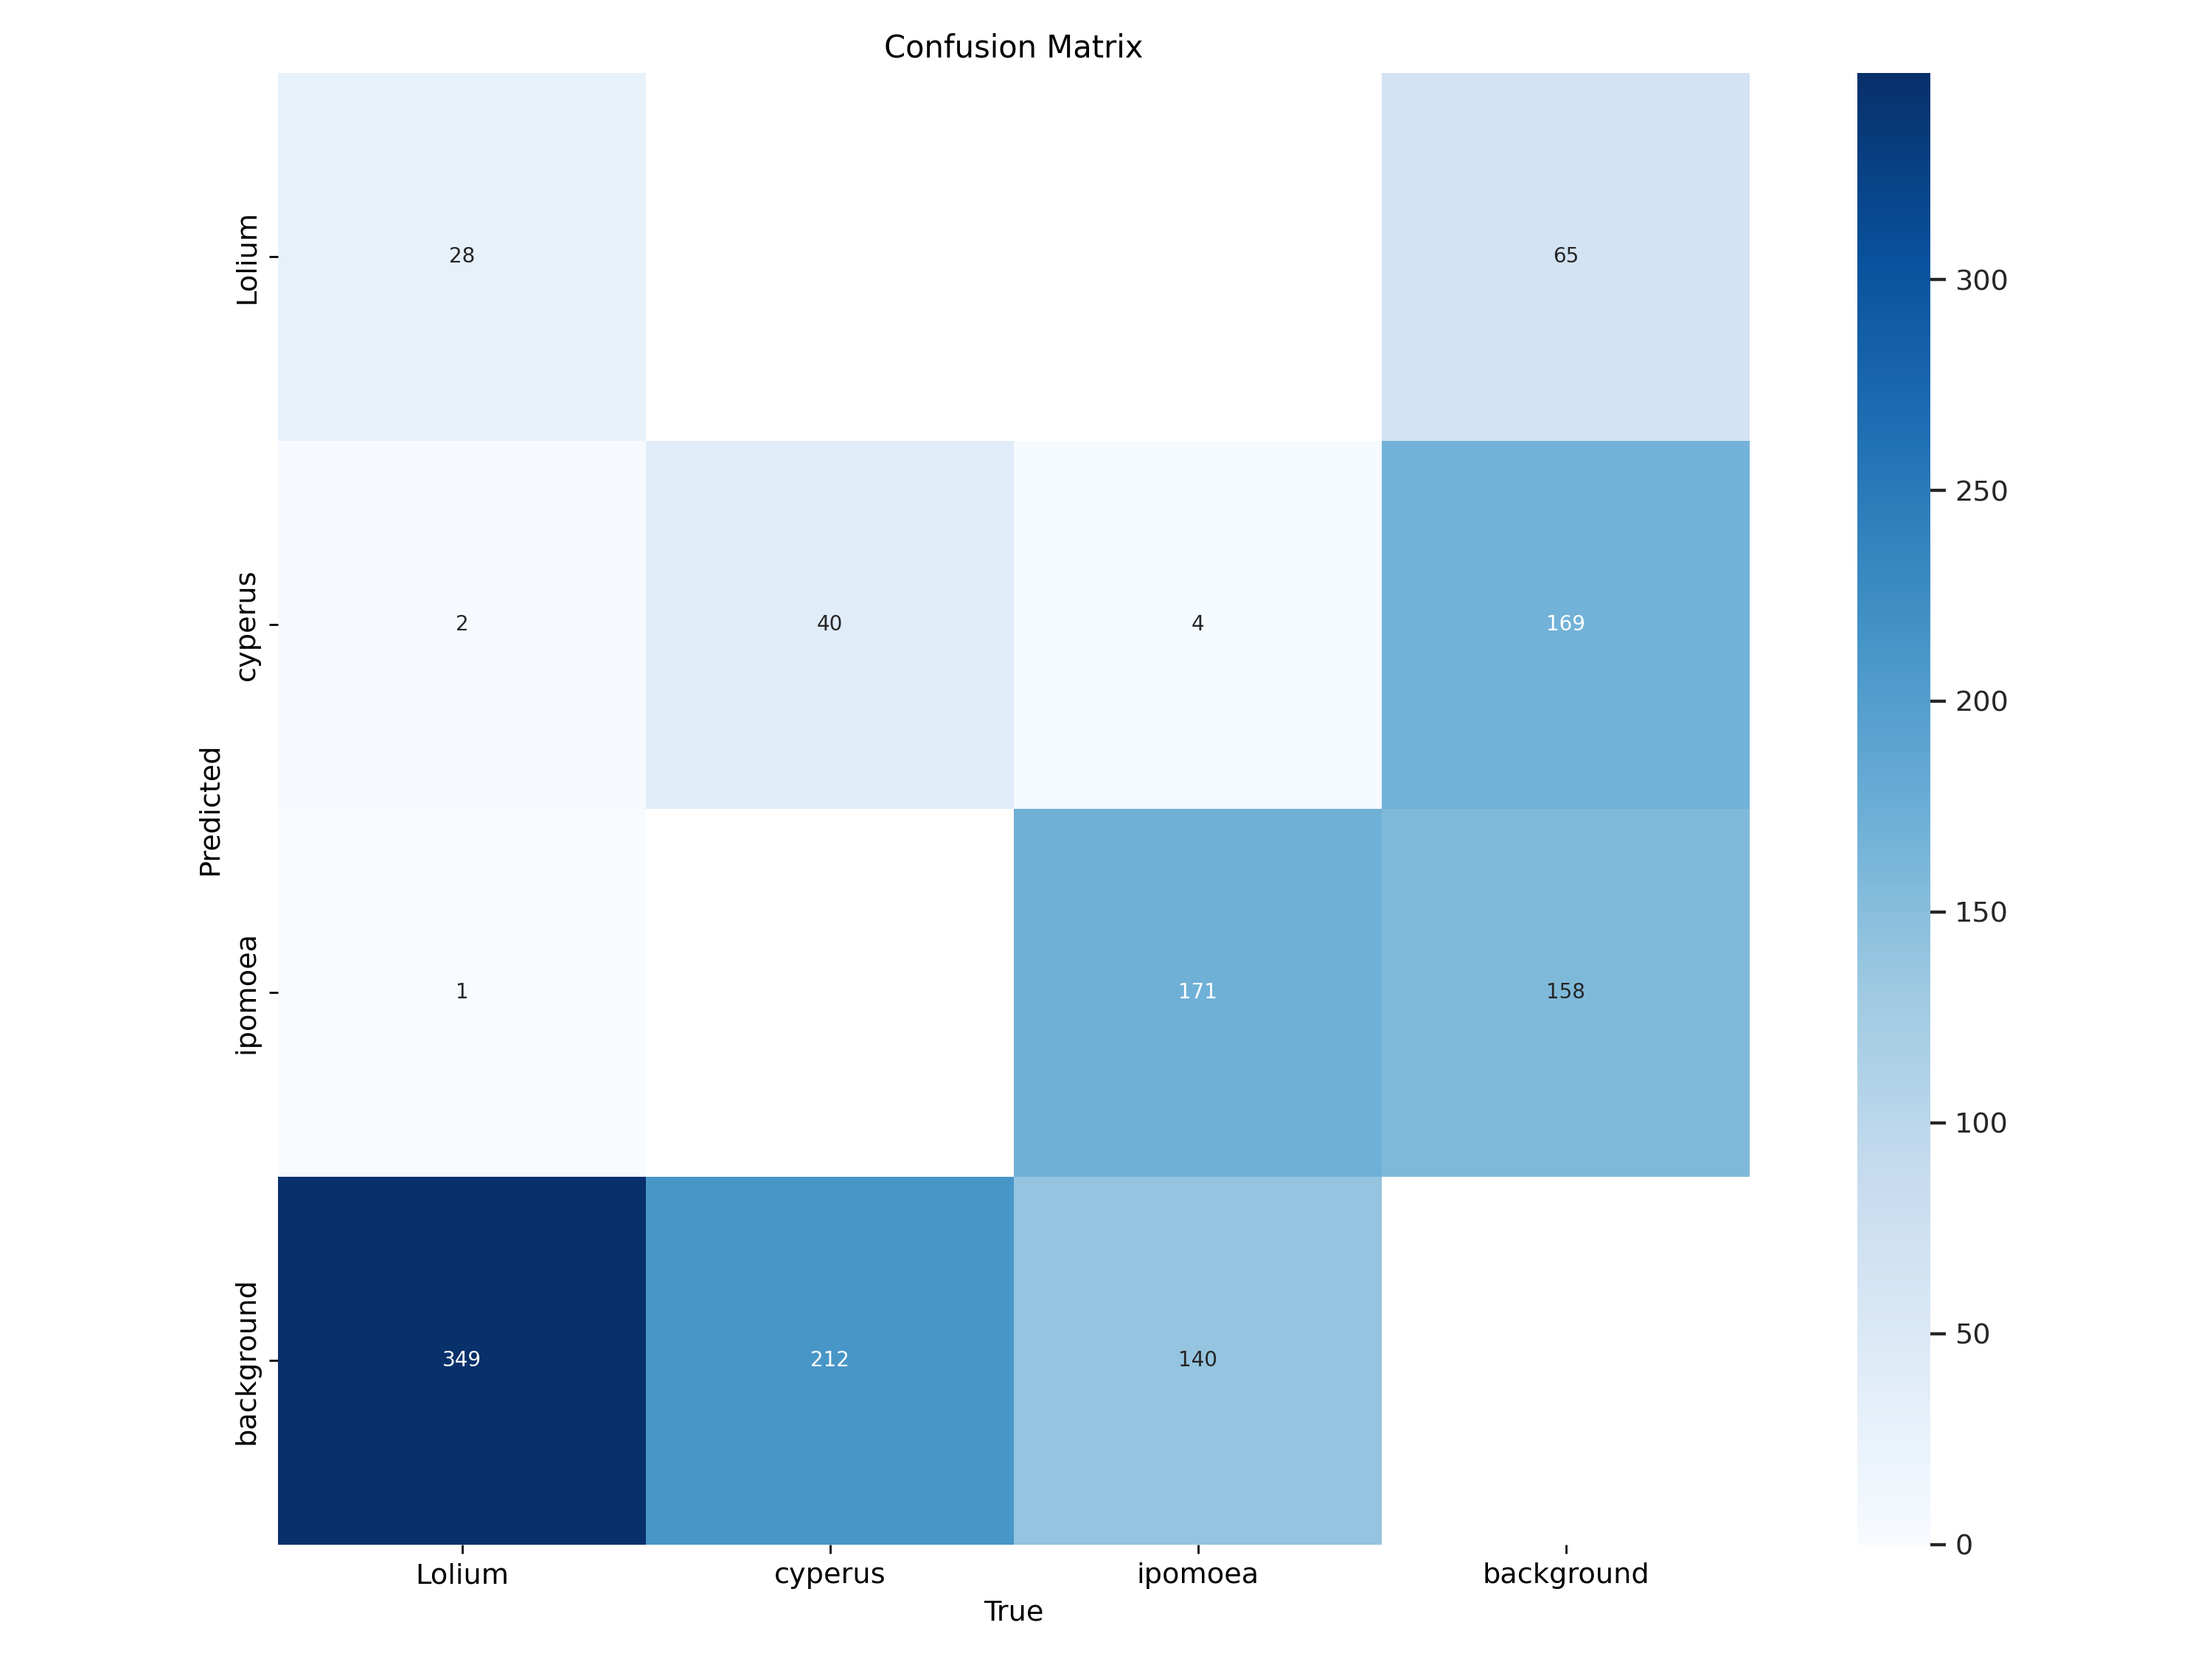 Confusion Matrix
Lolium
28
65
300
250
cyperus
2
40
4
169
200
Predicted
150
ipomoea
1
171
158
100
50
background
349
212
140
0
Lolium
cyperus
ipomoea
background
True